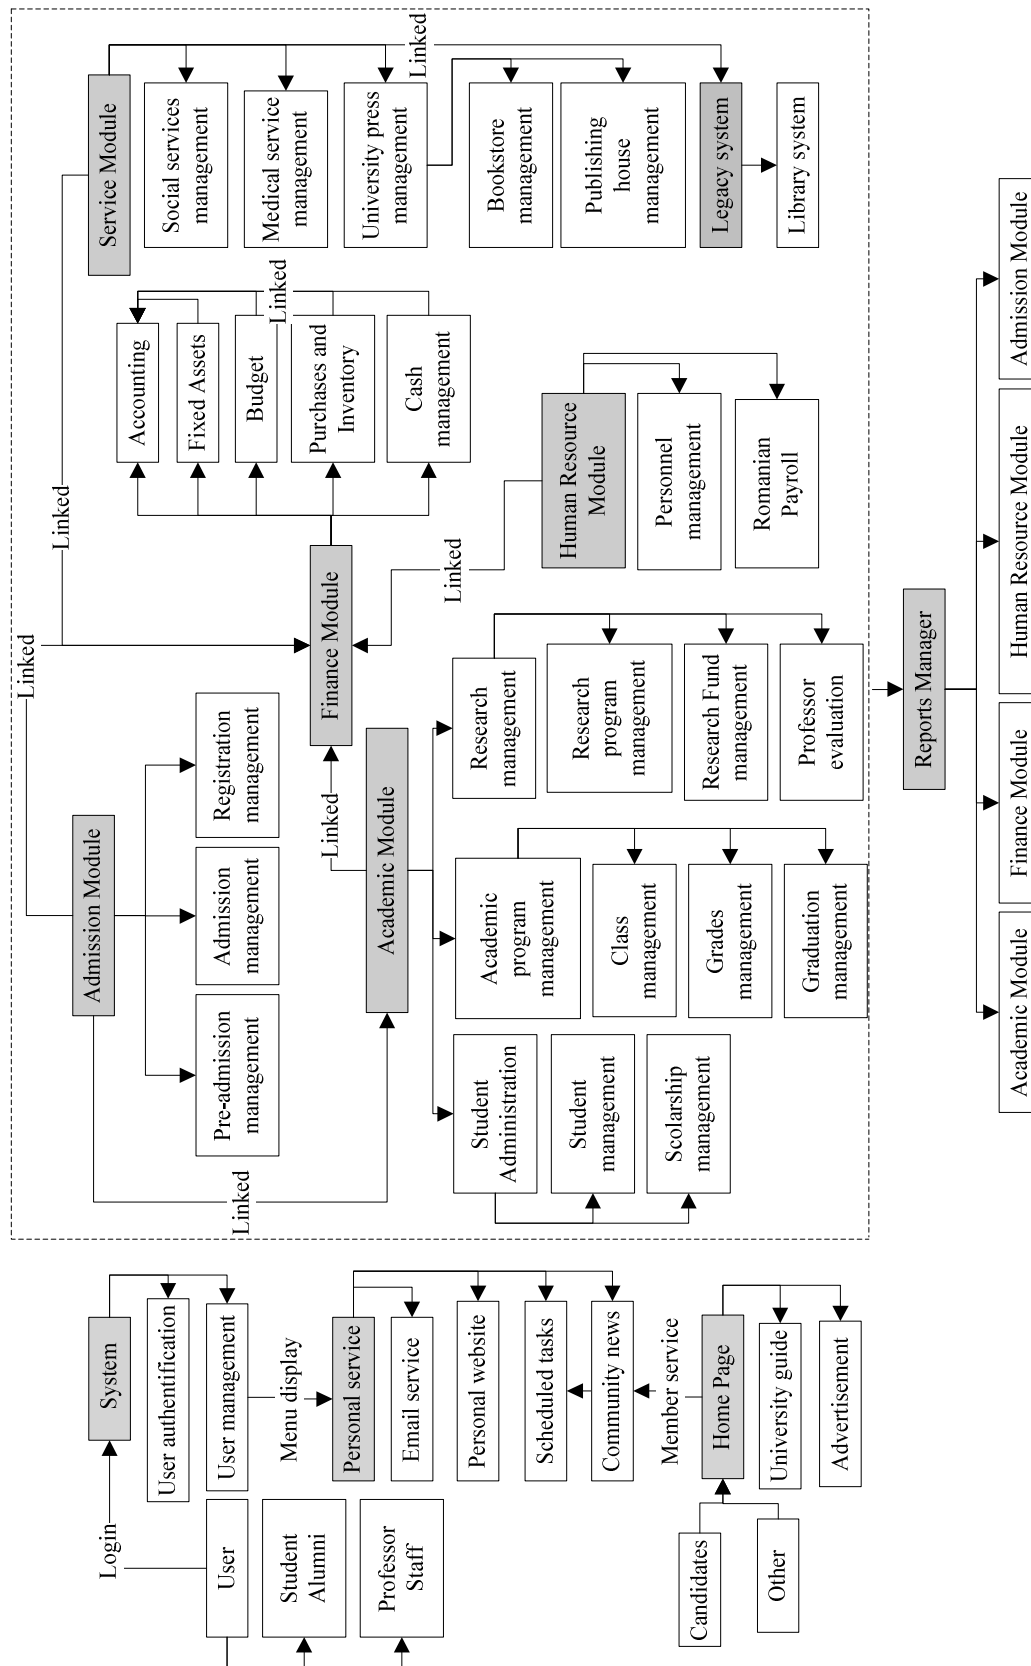 Login
User
Student
Alumni
Professor
Staff
System
User authentification
User management
Menu display
Personal service
Email service
Personal website
Scheduled tasks
Community news
Member service
Home Page
University guide
Advertisement
Candidates
Other
Linked
Admission Module
Pre-admission
management
Admission
management
Registration
management
Linked
Academic Module
Linked
Student
Administration
Student
management
Scolarship
management
Academic
program
management
Class
management
Grades
management
Graduation
management
Research
management
Research
program
management
Research Fund
management
Professor
evaluation
Linked
Finance Module
Accounting
Fixed Assets
Budget
Purchases and
Inventory
Cash
management
Linked
Linked
Human Resource
Module
Personnel
management
Romanian
Payroll
Service Module
Social services
management
Medical service
management
University press
management
Bookstore
management
Publishing
house
management
Linked
Legacy system
Library system
Reports Manager
Academic Module
Finance Module
Human Resource Module
Admission Module